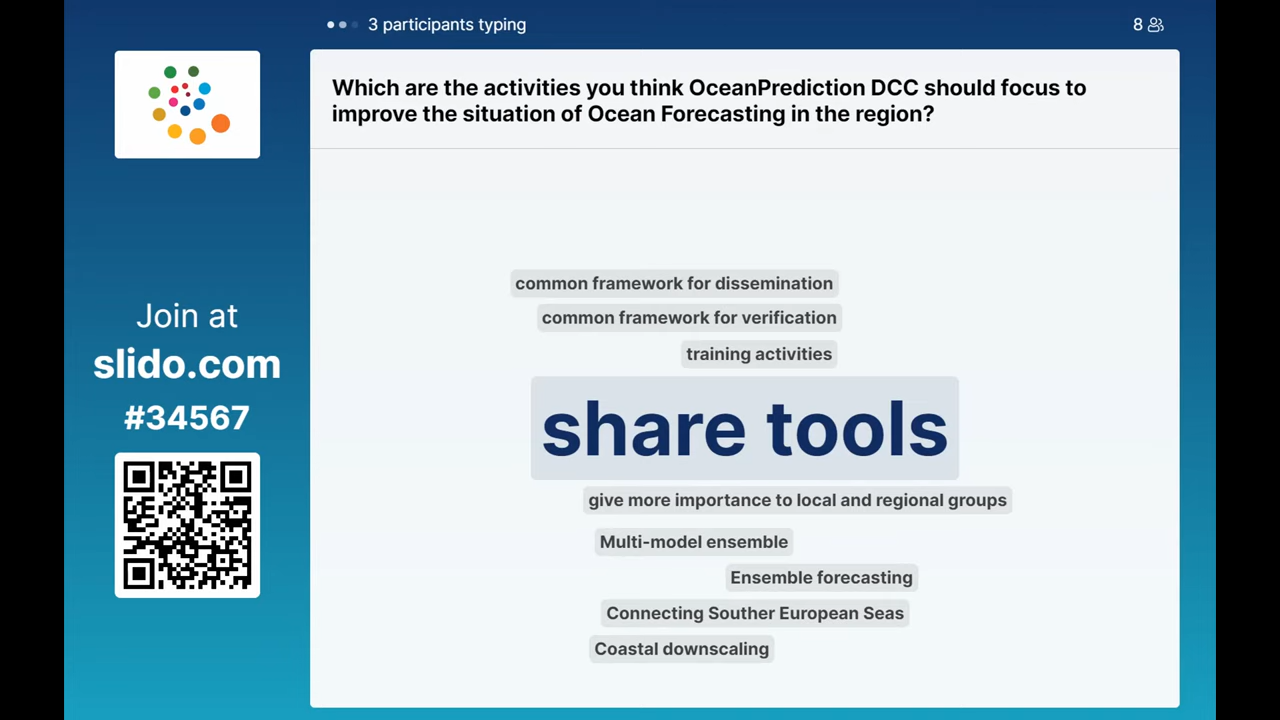 3 participants typing
8
Which are the activities you think OceanPrediction DCC should focus to
improve the situation of Ocean Forecasting in the region?
common framework for dissemination
common framework for verification
training activities
share tools
give more importance to local and regional groups
Multi-model ensemble
Ensemble forecasting
Connecting Souther European Seas
Coastal downscaling
Join at
slido.com
#34567